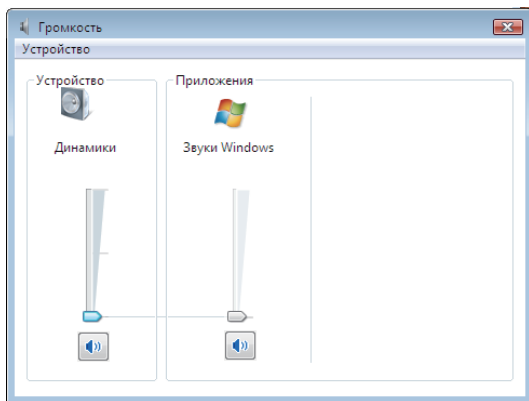 Громкость
Устройство
Устройство
Приложения
Динамики
Звуки Windows